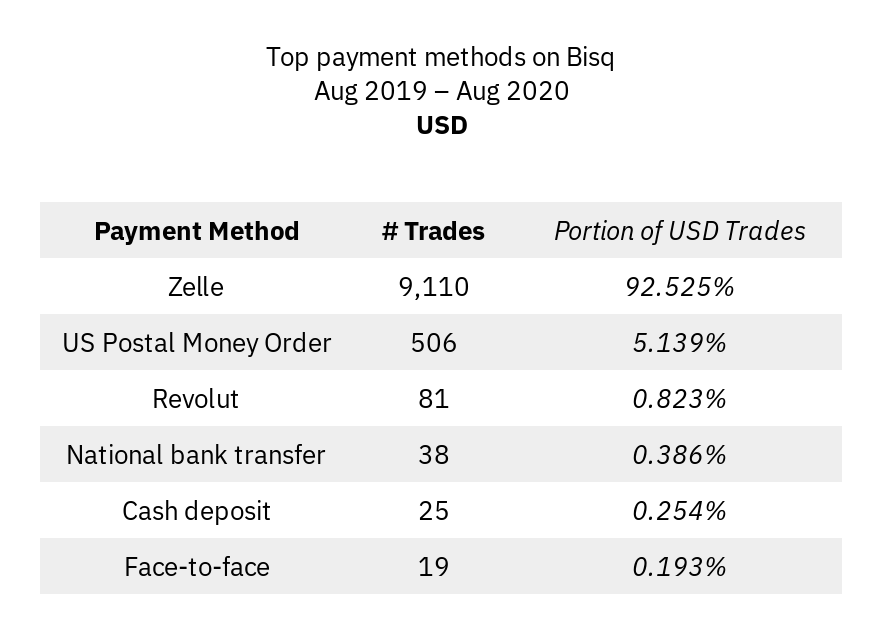 Top payment methods on Bisq
Aug 2019 – Aug 2020
USD
Payment Method # Trades Portion of USD Trades
Zelle 9,110 92.525%
US Postal Money Order 506 5.139%
Revolut 81 0.823%
National bank transfer 38 0.386%
Cash deposit 25 0.254%
Face-to-face 19 0.193%